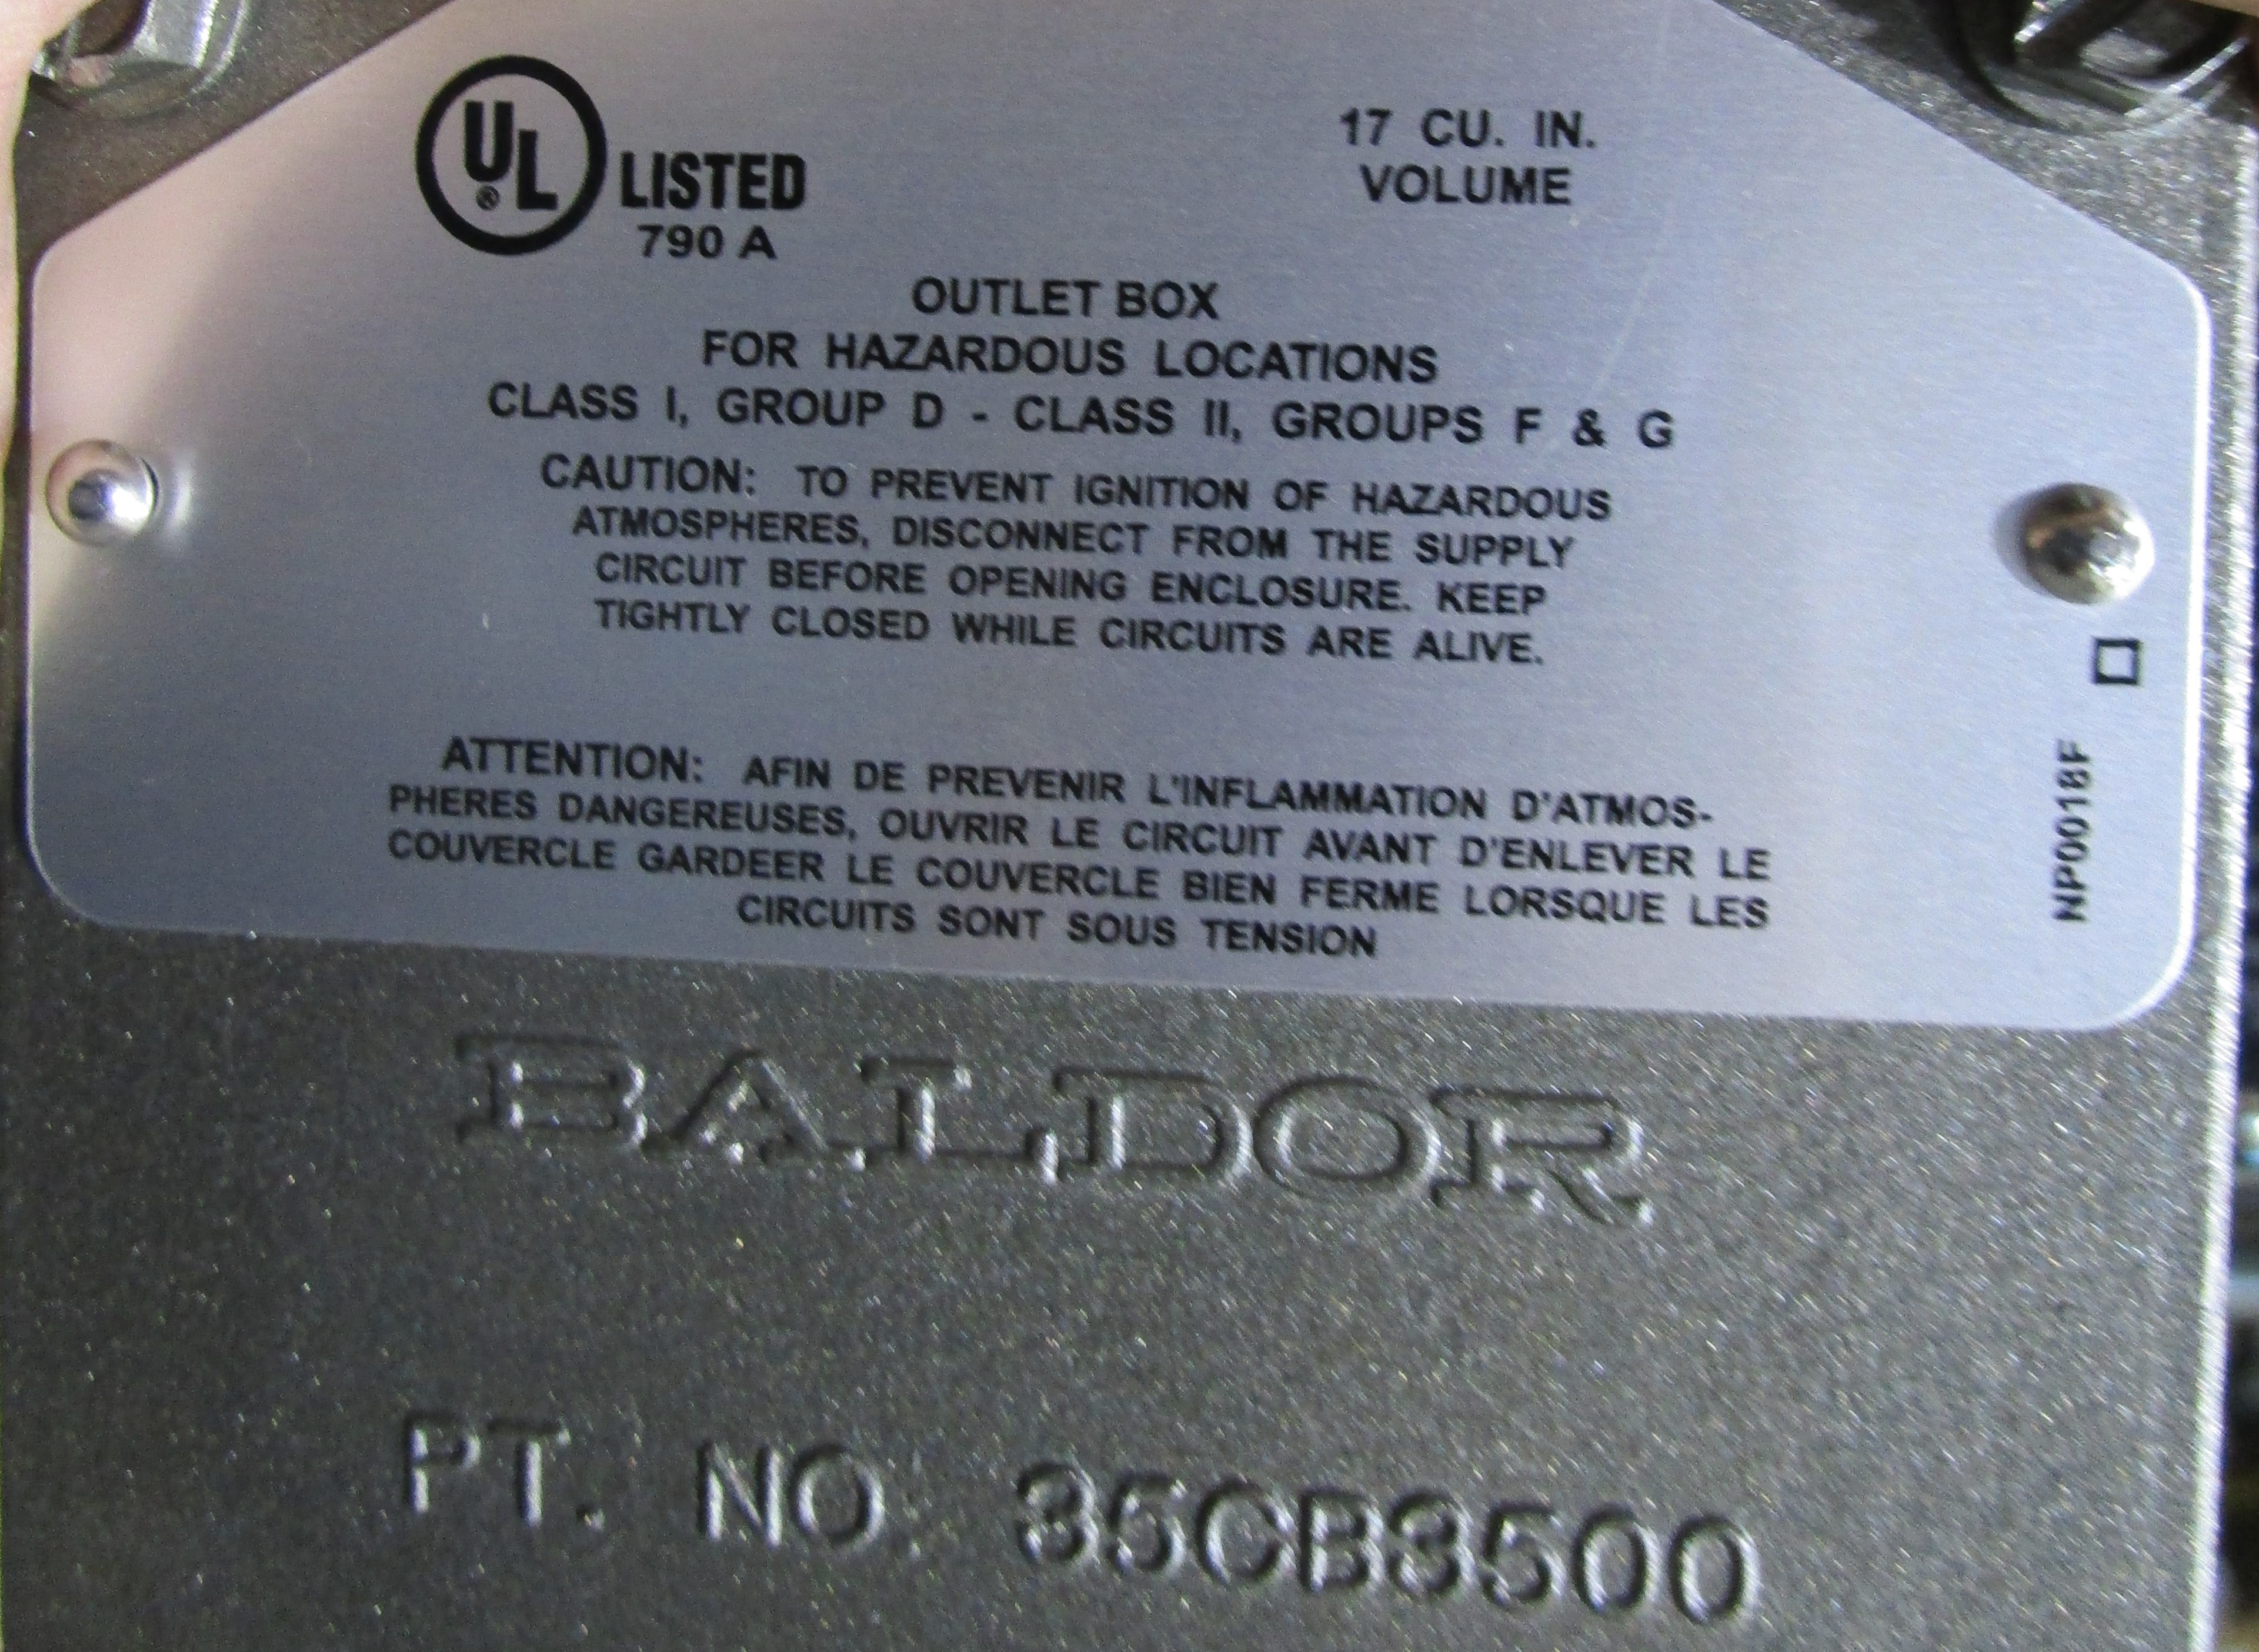 UL®
LISTED
790 A
17 CU. IN.
VOLUME
OUTLET BOX
FOR HAZARDOUS LOCATIONS
CLASS I, GROUP D - CLASS II, GROUPS F & G
CAUTION: TO PREVENT IGNITION OF HAZARDOUS
ATMOSPHERES, DISCONNECT FROM THE SUPPLY
CIRCUIT BEFORE OPENING ENCLOSURE. KEEP
TIGHTLY CLOSED WHILE CIRCUITS ARE ALIVE.
ATTENTION: AFIN DE PREVENIR L'INFLAMMATION D'ATMOS-
PHERES DANGEREUSES, OUVRIR LE CIRCUIT AVANT D'ENLEVER LE
COUVERCLE GARDEER LE COUVERCLE BIEN FERME LORSQUE LES
CIRCUITS SONT SOUS TENSION
NP0018F
BALDOR
PT. NO. 35CB3500